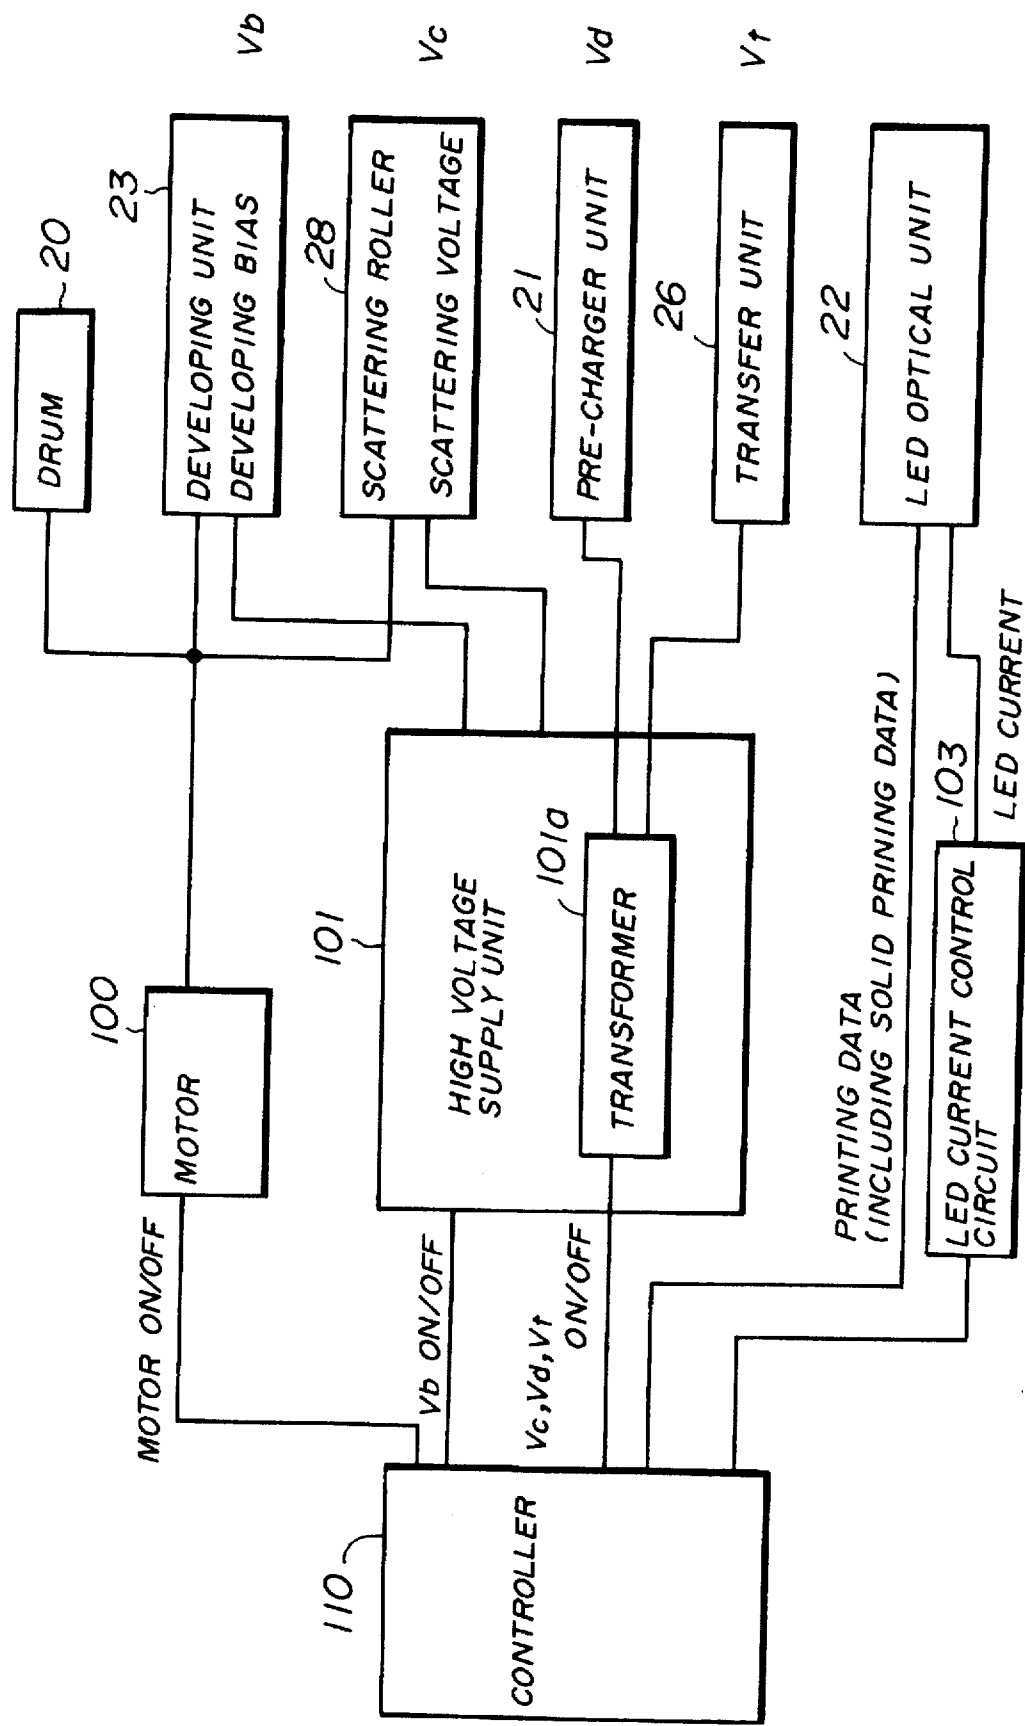 20
DRUM
23
DEVELOPING UNIT
DEVELOPING BIAS
Vb
28
SCATTERING ROLLER
SCATTERING VOLTAGE
Vc
21
PRE-CHARGER UNIT
Vd
26
TRANSFER UNIT
Vt
22
LED OPTICAL UNIT
100
MOTOR
MOTOR ON/OFF
101
HIGH VOLTAGE
SUPPLY UNIT
101a
TRANSFORMER
Vb ON/OFF
Vc, Vd, Vt
ON/OFF
PRINTING DATA
(INCLUDING SOLID PRINING DATA)
103
LED CURRENT CONTROL
CIRCUIT
LED CURRENT
110
CONTROLLER